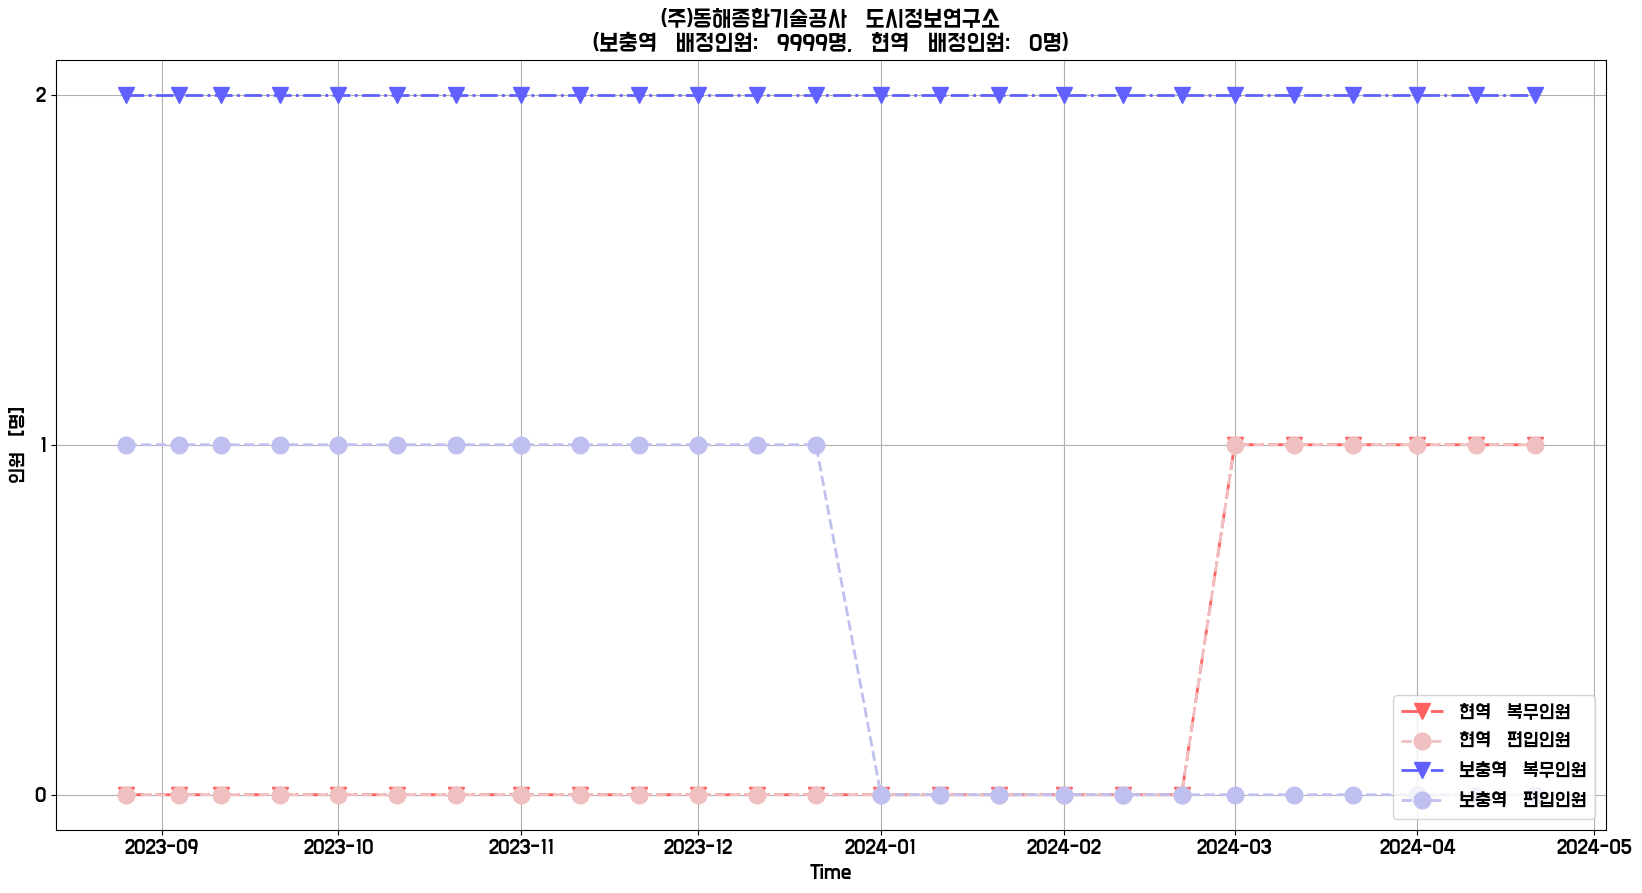 (주)동해종합기술공사 도시정보연구소
(보충역 배정인원: 9999명, 현역 배정인원: 0명)
2
1
0
인원 [명]
현역 복무인원
현역 편입인원
보충역 복무인원
보충역 편입인원
2023-09 2023-10 2023-11 2023-12 2024-01 2024-02 2024-03 2024-04 2024-05
Time